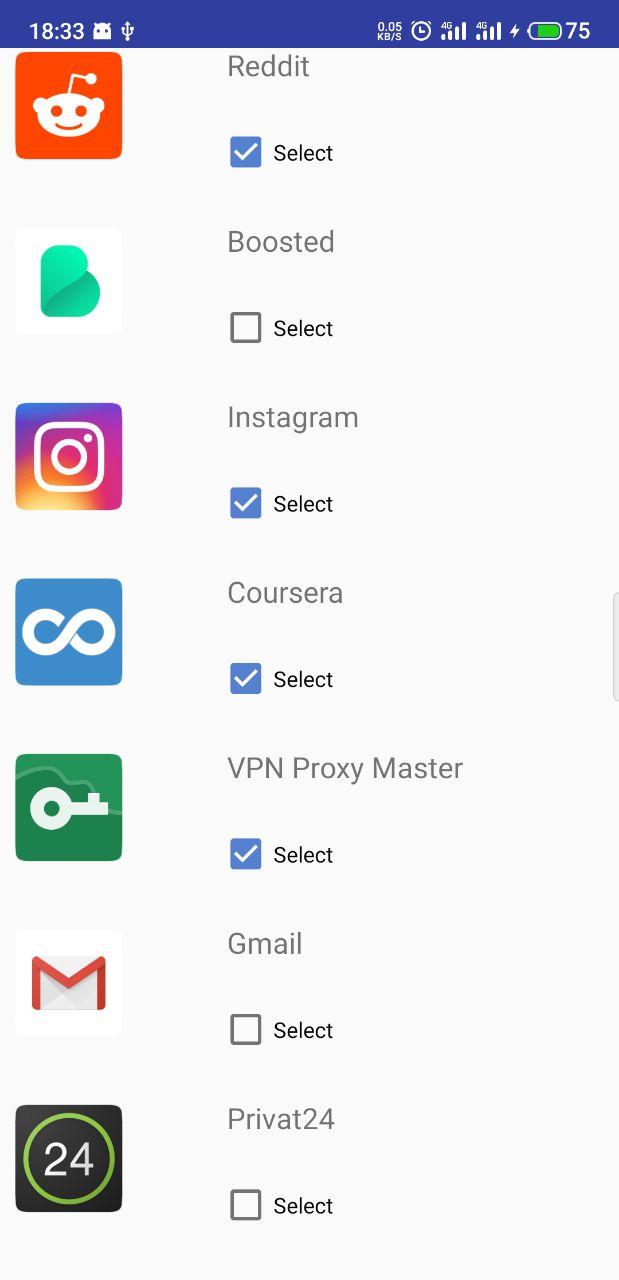 18:33 0.05 KB/S 4G 4G 75
Reddit
Select
Boosted
Select
Instagram
Select
Coursera
Select
VPN Proxy Master
Select
Gmail
Select
24
Privat24
Select